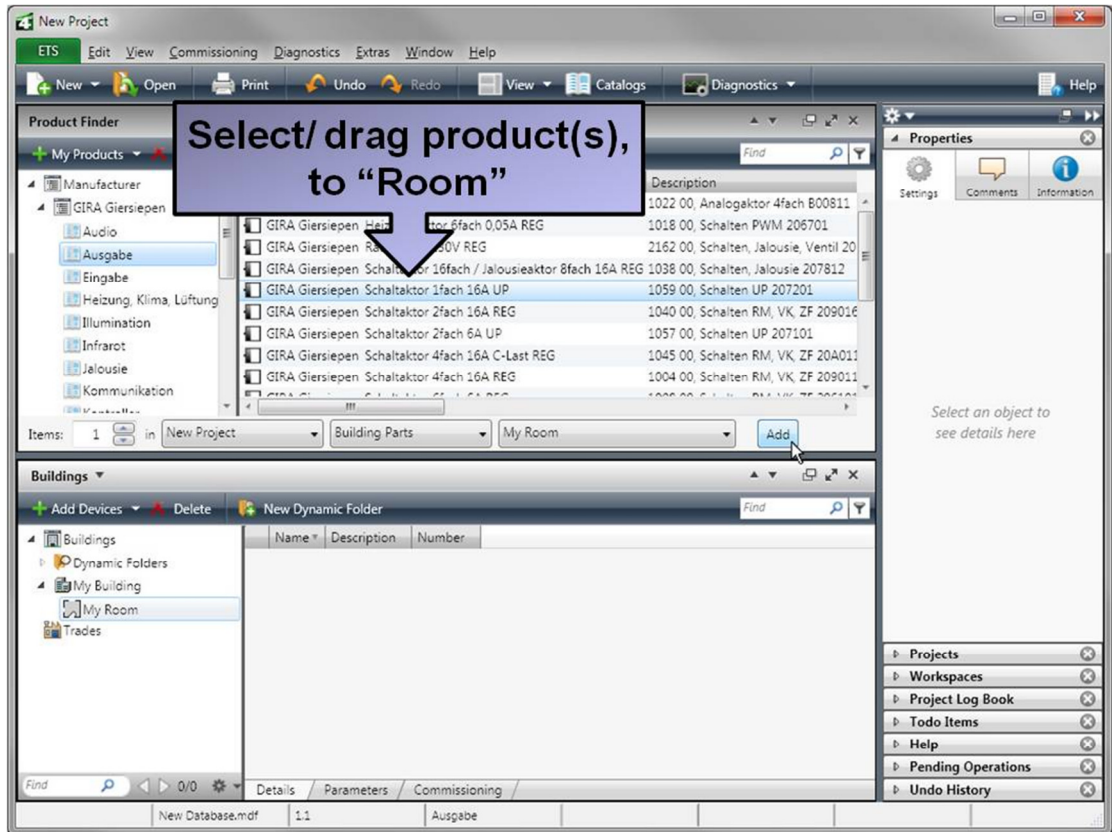 New Project
ETS Edit View Commissioning Diagnostics Extras Window Help
New Open Print Undo Redo View Catalogs Diagnostics Help
Product Finder
My Products
Find
Select/ drag product(s),
to “Room”
Manufacturer
GIRA Giersiepen
Audio
Ausgabe
Eingabe
Heizung, Klima, Lüftung
Illumination
Infrarot
Jalousie
Kommunikation
Description
1022 00, Analogaktor 4fach B00811
GIRA Giersiepen 6fach 0,05A REG 1018 00, Schalten PWM 206701
GIRA Giersiepen REG 2162 00, Schalten, Jalousie, Ventil 20
GIRA Giersiepen Schaltaktor 16fach / Jalousieaktor 8fach 16A REG 1038 00, Schalten, Jalousie 207812
GIRA Giersiepen Schaltaktor 1fach 16A UP 1059 00, Schalten UP 207201
GIRA Giersiepen Schaltaktor 2fach 16A REG 1040 00, Schalten RM, VK, ZF 209016
GIRA Giersiepen Schaltaktor 2fach 6A UP 1057 00, Schalten UP 207101
GIRA Giersiepen Schaltaktor 4fach 16A C-Last REG 1045 00, Schalten RM, VK, ZF 20A011
GIRA Giersiepen Schaltaktor 4fach 16A REG 1004 00, Schalten RM, VK, ZF 209011
Items: 1 in New Project Building Parts My Room Add
Buildings
Add Devices Delete New Dynamic Folder Find
Buildings
Dynamic Folders
My Building
My Room
Trades
Name Description Number
Find 0/0
Details / Parameters / Commissioning /
New Database.mdf 1.1 Ausgabe
Properties
Settings Comments Information
Select an object to
see details here
Projects
Workspaces
Project Log Book
Todo Items
Help
Pending Operations
Undo History